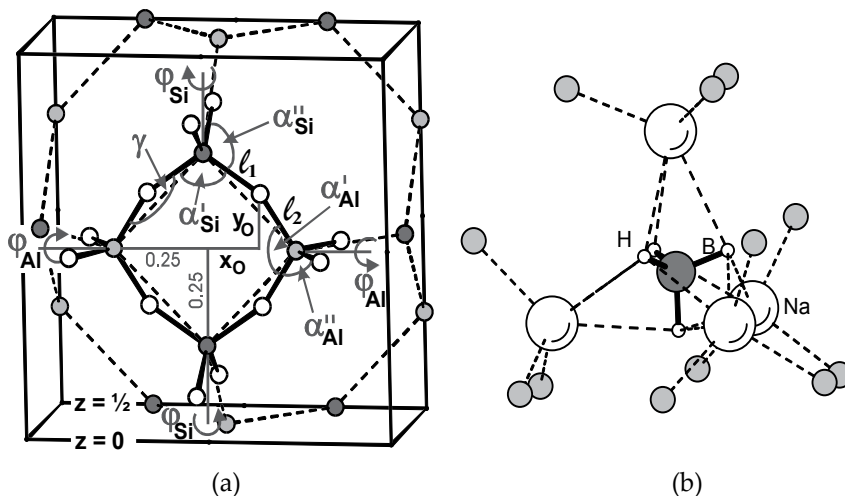 φSi
α''Si
γ
ℓ1
α'Si
ℓ2
α'Al
yO
φAl
0.25
xO
φAl
0.25
α''Al
z = ½
φSi
z = 0
(a)
H
B
Na
(b)